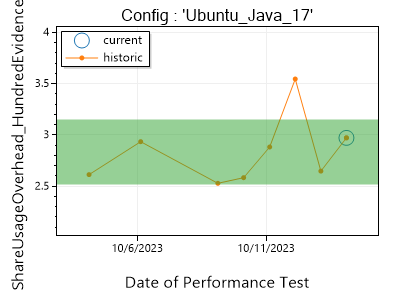 Config : 'Ubuntu_Java_17'
current
historic
ShareUsageOverhead_HundredEvidence
4
3.5
3
2.5
10/6/2023
10/11/2023
Date of Performance Test